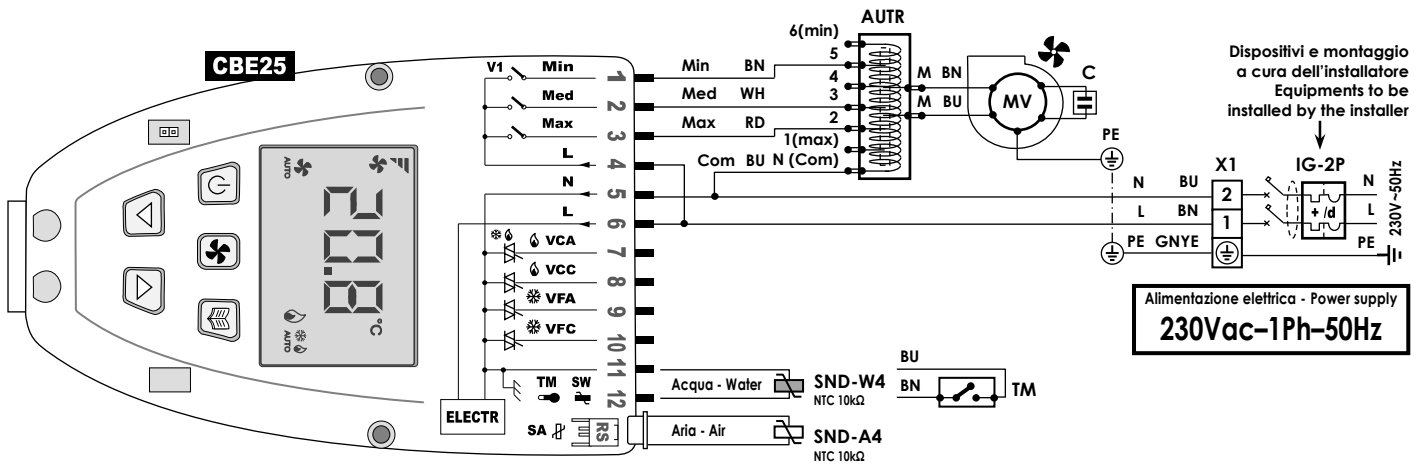 CBE25
AUTO
20.8
°C
AUTO
V1 Min
Med
Max
L
N
L
VCA
VCC
VFA
VFC
TM SW
ELECTR
SA
RS
1
2
3
4
5
6
7
8
9
10
11
12
Min BN
Med WH
Max RD
Com BU N (Com)
AUTR
6(min)
5
4
3
2
1(max)
M BN
M BU
MV
C
PE
Dispositivi e montaggio
a cura dell'installatore
Equipments to be
installed by the installer
X1 IG-2P
N BU 2 N
L BN 1 + /d L
PE GNYE PE
230V~50Hz
Alimentazione elettrica - Power supply
230Vac–1Ph–50Hz
Acqua - Water
SND-W4
NTC 10kΩ
BU
BN
TM
Aria - Air
SND-A4
NTC 10kΩ